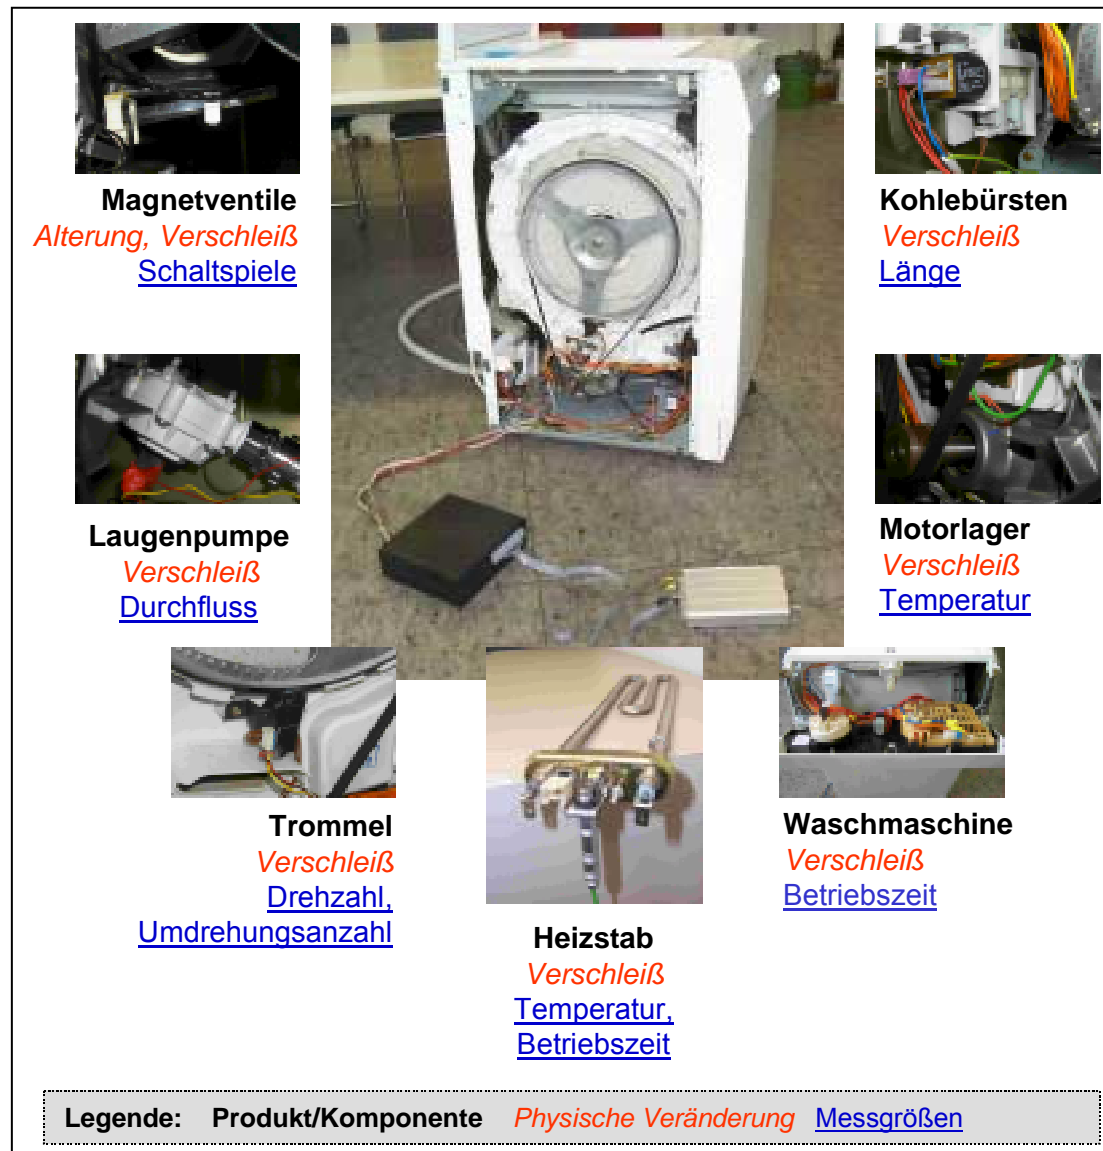 Magnetventile
Alterung, Verschleiß
Schaltspiele
Kohlebürsten
Verschleiß
Länge
Laugenpumpe
Verschleiß
Durchfluss
Motorlager
Verschleiß
Temperatur
Trommel
Verschleiß
Drehzahl,
Umdrehungsanzahl
Heizstab
Verschleiß
Temperatur,
Betriebszeit
Waschmaschine
Verschleiß
Betriebszeit
Legende: Produkt/Komponente Physische Veränderung Messgrößen